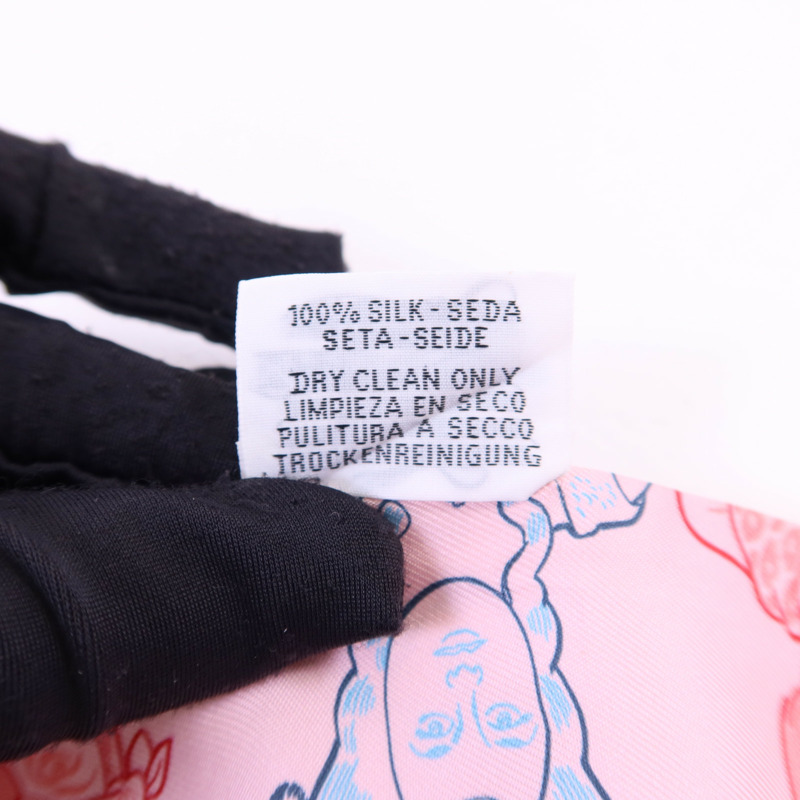 100% SILK-SEDA
SETA-SEIDE
DRY CLEAN ONLY
LIMPIEZA EN SECO
PULITURA A SECCO
TROCKENREINIGUNG